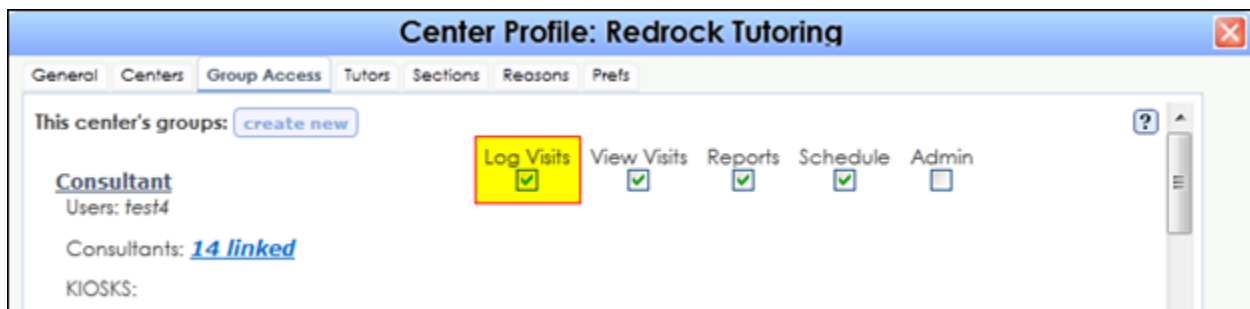 Center Profile: Redrock Tutoring
General Centers Group Access Tutors Sections Reasons Prefs
This center's groups: create new ?
Log Visits View Visits Reports Schedule Admin
Consultant
Users: test4
Consultants: 14 linked
KIOSKS: